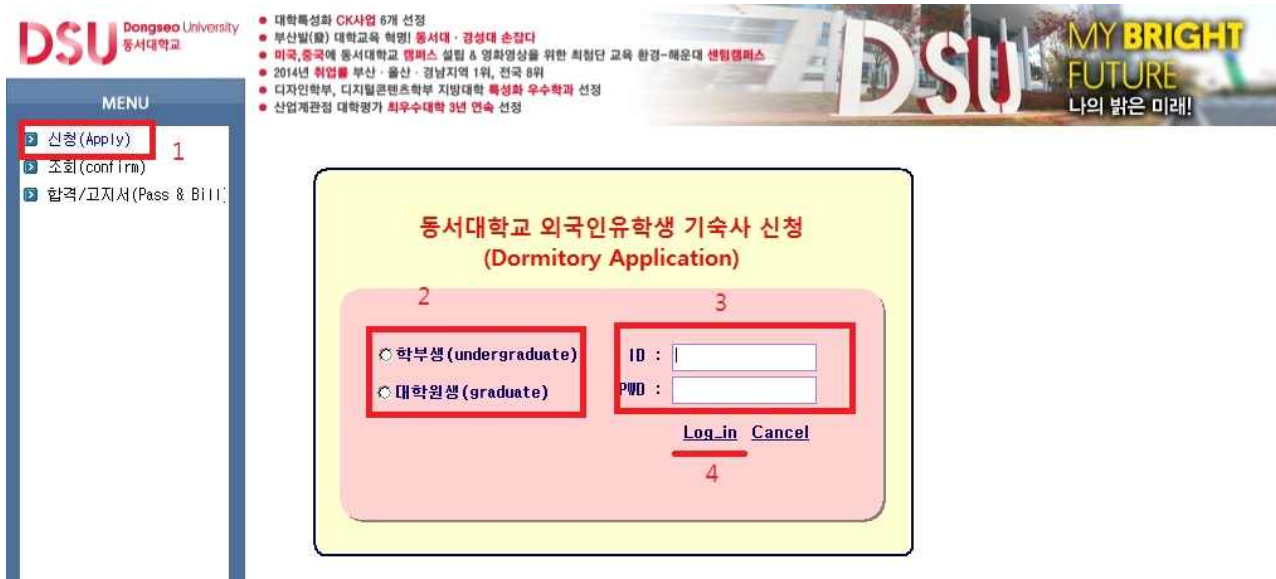 DSU Dongseo University
동서대학교
대학특성화 CK사업 6개 선정
부산발(發) 대학교육 혁명! 동서대 · 경성대 손잡다
미국,중국에 동서대학교 캠퍼스 설립 & 영화영상을 위한 최첨단 교육 환경-해운대 센텀캠퍼스
2014년 취업률 부산 · 울산 · 경남지역 1위, 전국 8위
디자인학부, 디지털콘텐츠학부 지방대학 특성화 우수학과 선정
산업계관점 대학평가 최우수대학 3년 연속 선정
DSU
MY BRIGHT
FUTURE
나의 밝은 미래!
MENU
신청(Apply)
1
조회(confirm)
합격/고지서(Pass & Bill)
동서대학교 외국인유학생 기숙사 신청
(Dormitory Application)
2
3
학부생(undergraduate)
ID :
대학원생(graduate)
PWD :
Log_in Cancel
4